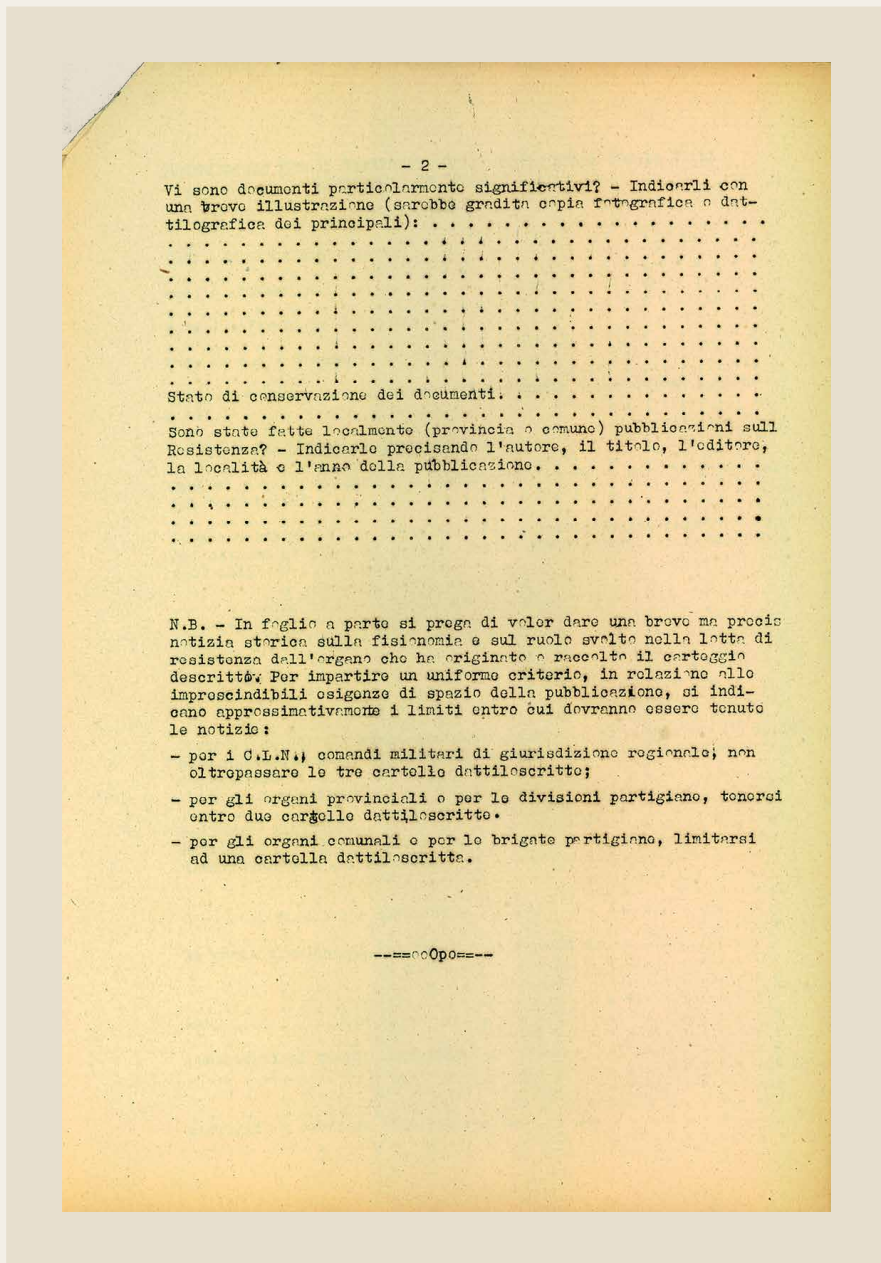 - 2 -
Vi sono documenti particolarmente significativi? - Indicarli con
una breve illustrazione (sarebbe gradita copia fotografica o dat-
tilografica dei principali): . . . . . . . . . . . . . . . . . . .
Stato di conservazione dei documenti: . . . . . . . . . . . . . .
Sono state fatte localmente (provincia o comune) pubblicazioni sull
Resistenza? - Indicarle precisando l'autore, il titolo, l'editore,
la località e l'anno della pubblicazione. . . . . . . . . . . . .
N.B. - In foglio a parte si prega di voler dare una breve ma precis
notizia storica sulla fisionomia e sul ruolo svolto nella lotta di
resistenza dall'organo che ha originato o raccolto il carteggio
descritto. Per impartire un uniforme criterio, in relazione alle
imprescindibili esigenze di spazio della pubblicazione, si indi-
cano approssimativamente i limiti entro cui dovranno essere tenute
le notizie:
- per i C.L.N., comandi militari di giurisdizione regionale, non
oltrepassare le tre cartelle dattiloscritte;
- per gli organi provinciali o per le divisioni partigiane, tenersi
entro due cartelle dattiloscritte.
- per gli organi comunali e per le brigate partigiane, limitarsi
ad una cartella dattiloscritta.
--==ooOpo==--